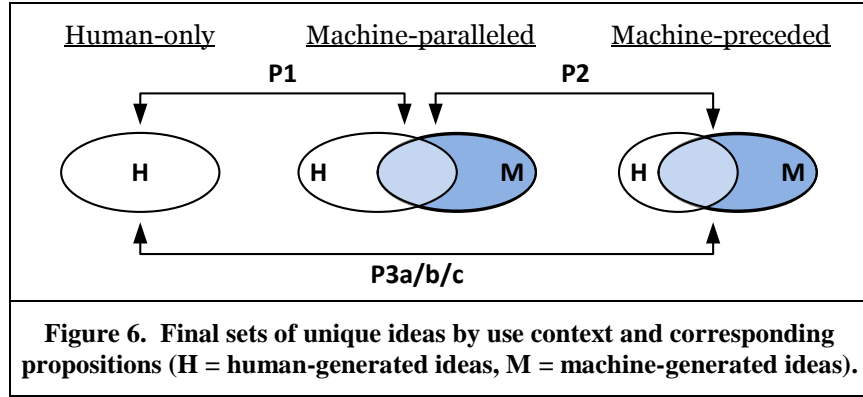 Human-only Machine-paralleled Machine-preceded
P1 P2
H H M H M
P3a/b/c
Figure 6. Final sets of unique ideas by use context and corresponding
propositions (H = human-generated ideas, M = machine-generated ideas).